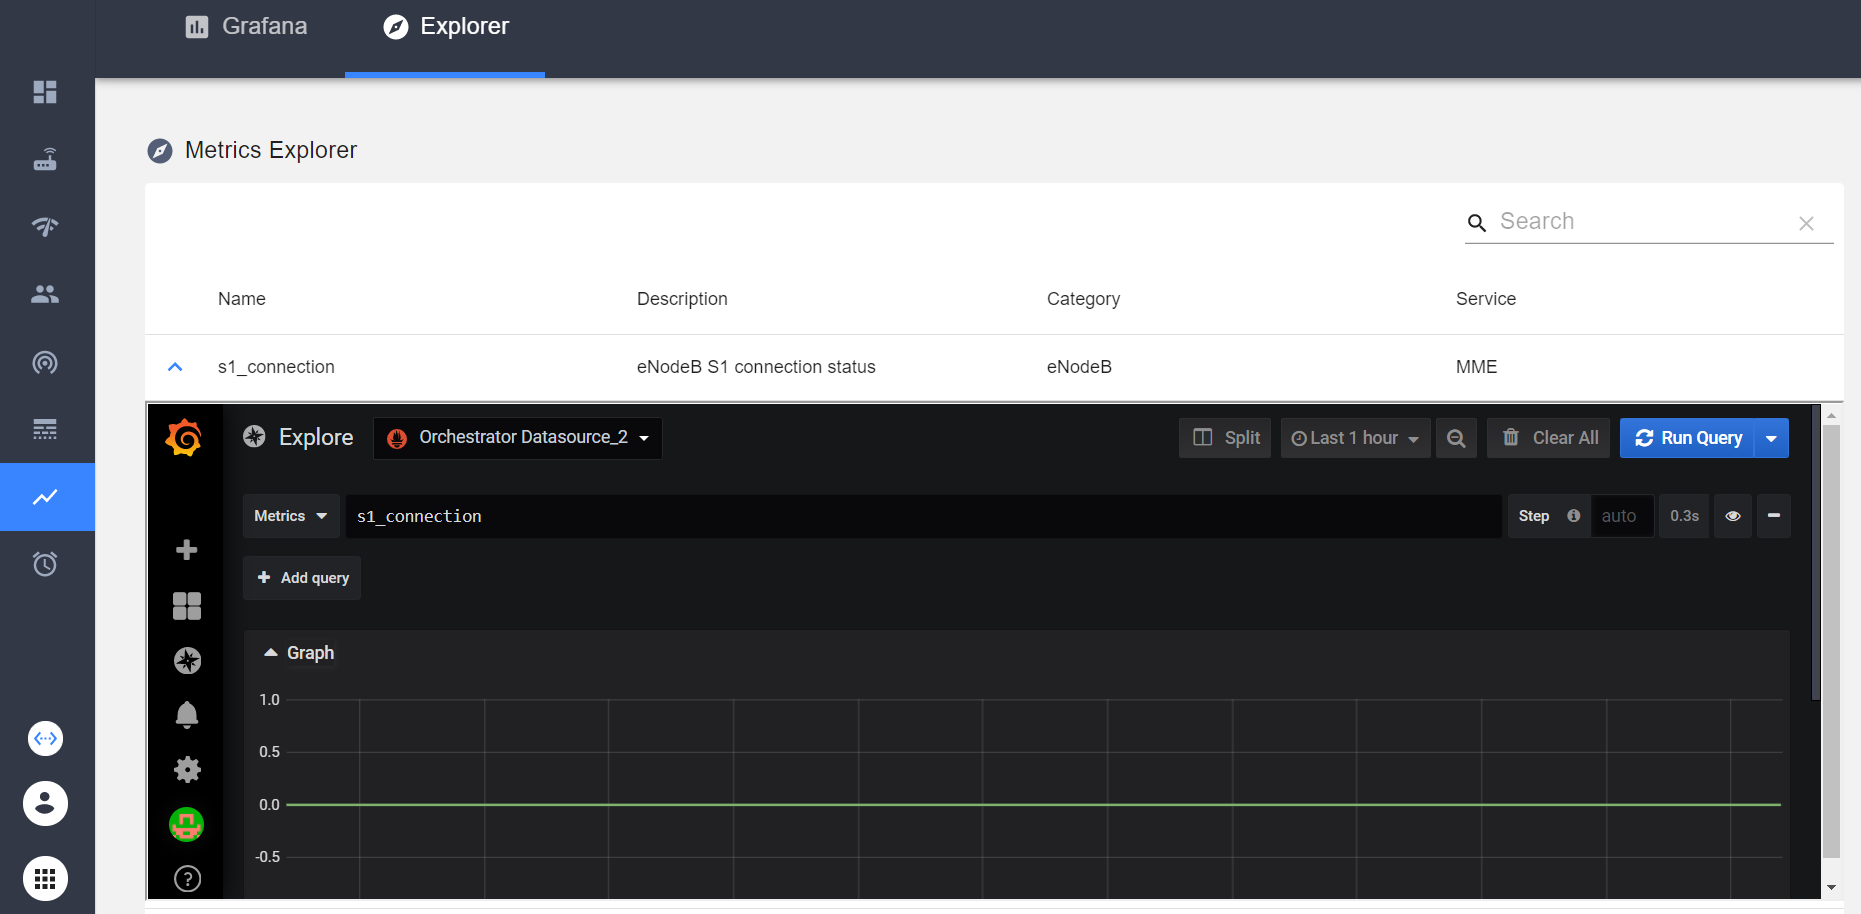 Grafana Explorer
Metrics Explorer
Search
Name Description Category Service
s1_connection eNodeB S1 connection status eNodeB MME
Explore Orchestrator Datasource_2 Split Last 1 hour Clear All Run Query
Metrics s1_connection Step auto 0.3s
Add query
Graph
1.0
0.5
0.0
-0.5